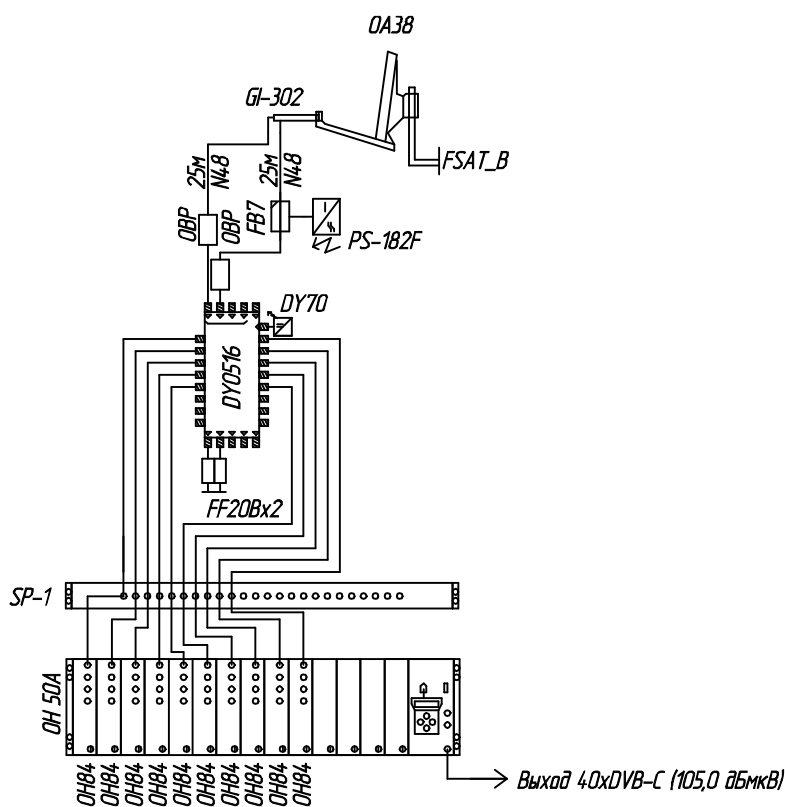 OA38
GI-302
FSAT_B
25м
N48
25м
N48
OBP
OBP
FB7
PS-182F
DY70
DY0516
FF20Bx2
SP-1
OH 50A
OH84
OH84
OH84
OH84
OH84
OH84
OH84
OH84
OH84
OH84
Выход 40xDVB-C (105,0 дБмкВ)